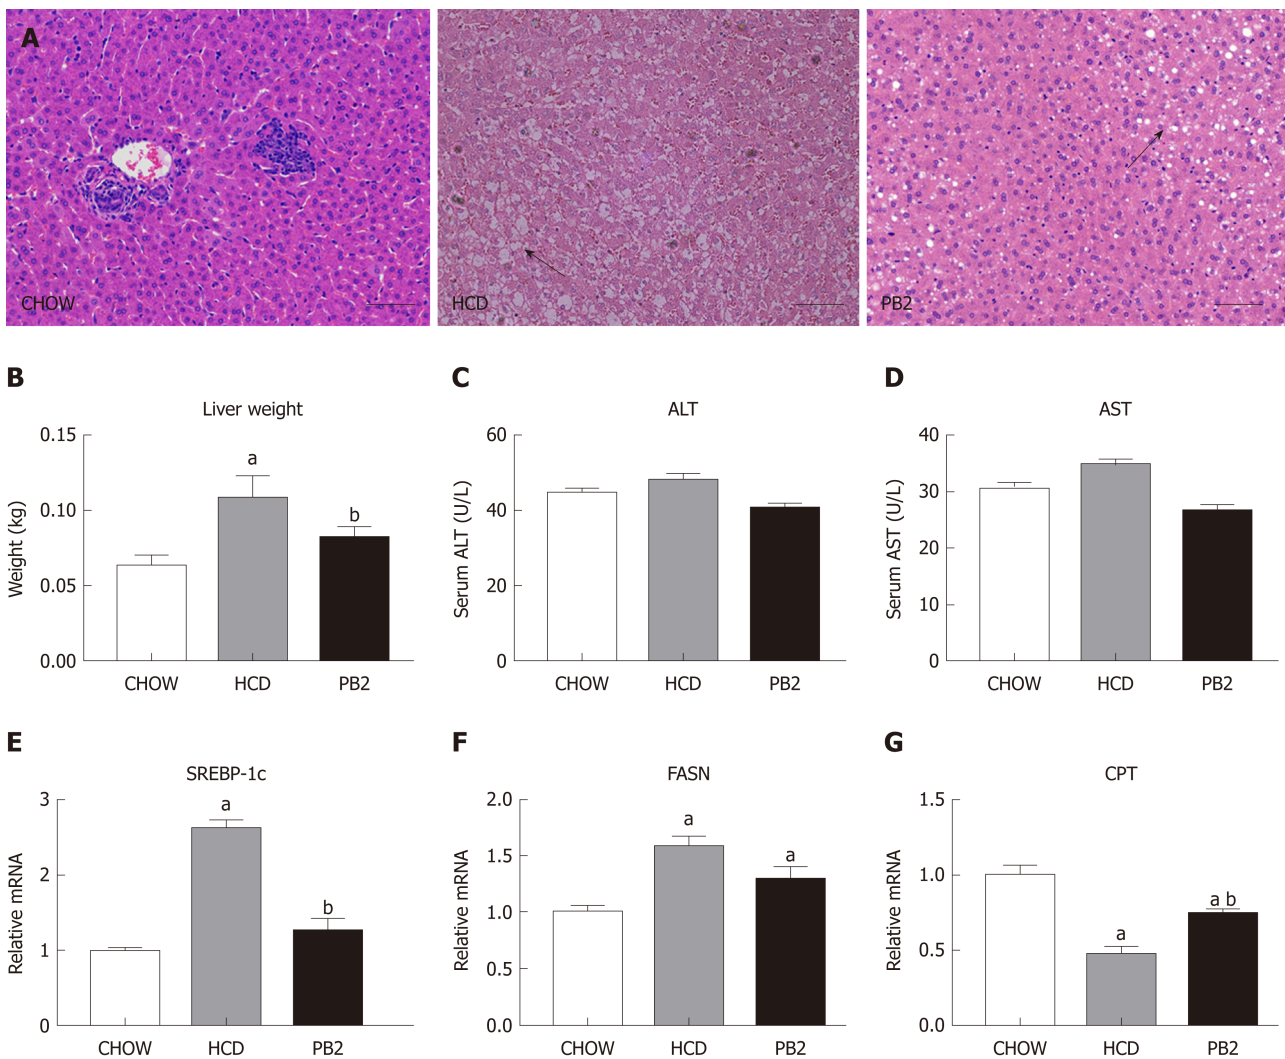 A
CHOW
HCD
PB2
B
Liver weight
Weight (kg)
0.15
0.10
0.05
0.00
a
b
CHOW
HCD
PB2
C
ALT
Serum ALT (U/L)
60
40
20
0
CHOW
HCD
PB2
D
AST
Serum AST (U/L)
40
30
20
10
0
CHOW
HCD
PB2
E
SREBP-1c
Relative mRNA
3
2
1
0
a
b
CHOW
HCD
PB2
F
FASN
Relative mRNA
2.0
1.5
1.0
0.5
0.0
a
a
CHOW
HCD
PB2
G
CPT
Relative mRNA
1.5
1.0
0.5
0.0
a
a b
CHOW
HCD
PB2